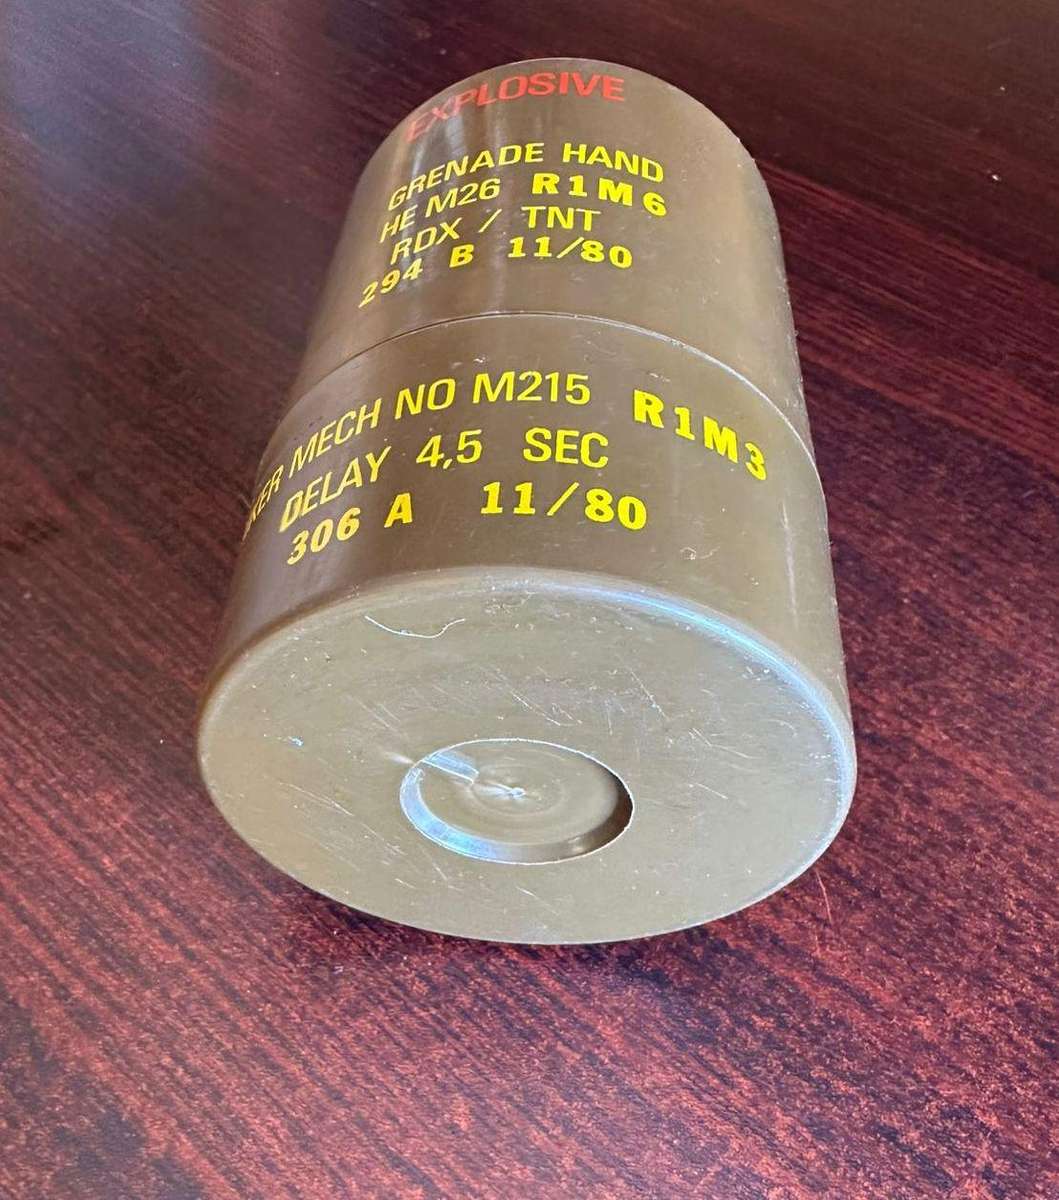 EXPLOSIVE
GRENADE HAND
HE M26 R1M6
RDX / TNT
294 B 11/80
MECH NO M215 R1M3
DELAY 4,5 SEC
306 A 11/80